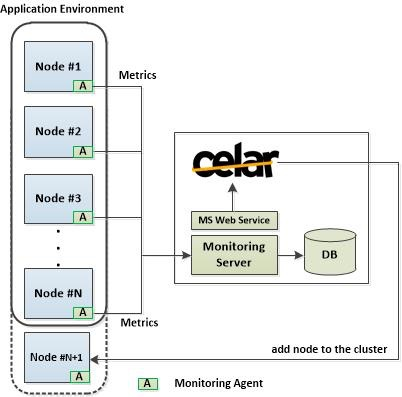 Application Environment
Node #1
A
Metrics
Node #2
A
Node #3
A
celar
MS Web Service
Monitoring
Server
DB
Node #N
A
Metrics
Node #N+1
A
add node to the cluster
A Monitoring Agent